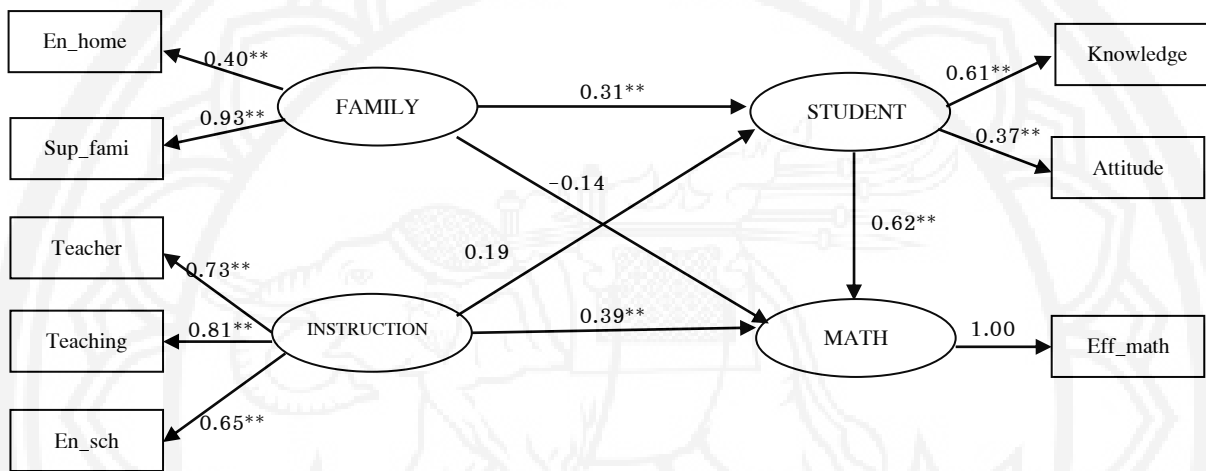 En_home
0.40**
Knowledge
0.61**
FAMILY
0.31**
STUDENT
0.93**
Sup_fami
0.37**
Attitude
-0.14
0.62**
Teacher
0.19
0.73**
0.39**
INSTRUCTION
0.81**
Teaching
MATH
1.00
Eff_math
0.65**
En_sch